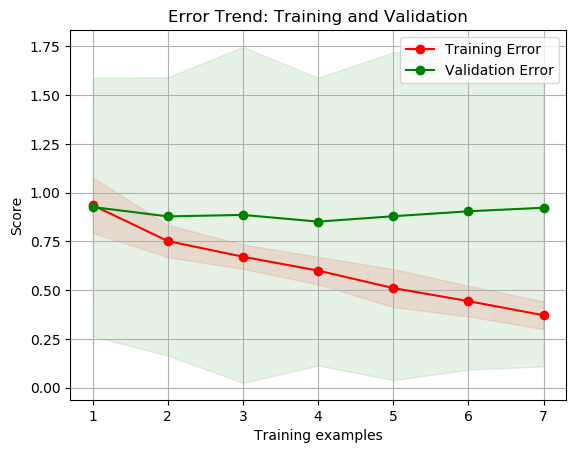 Error Trend: Training and Validation
Training Error
Validation Error
Score
1.75
1.50
1.25
1.00
0.75
0.50
0.25
0.00
1 2 3 4 5 6 7
Training examples